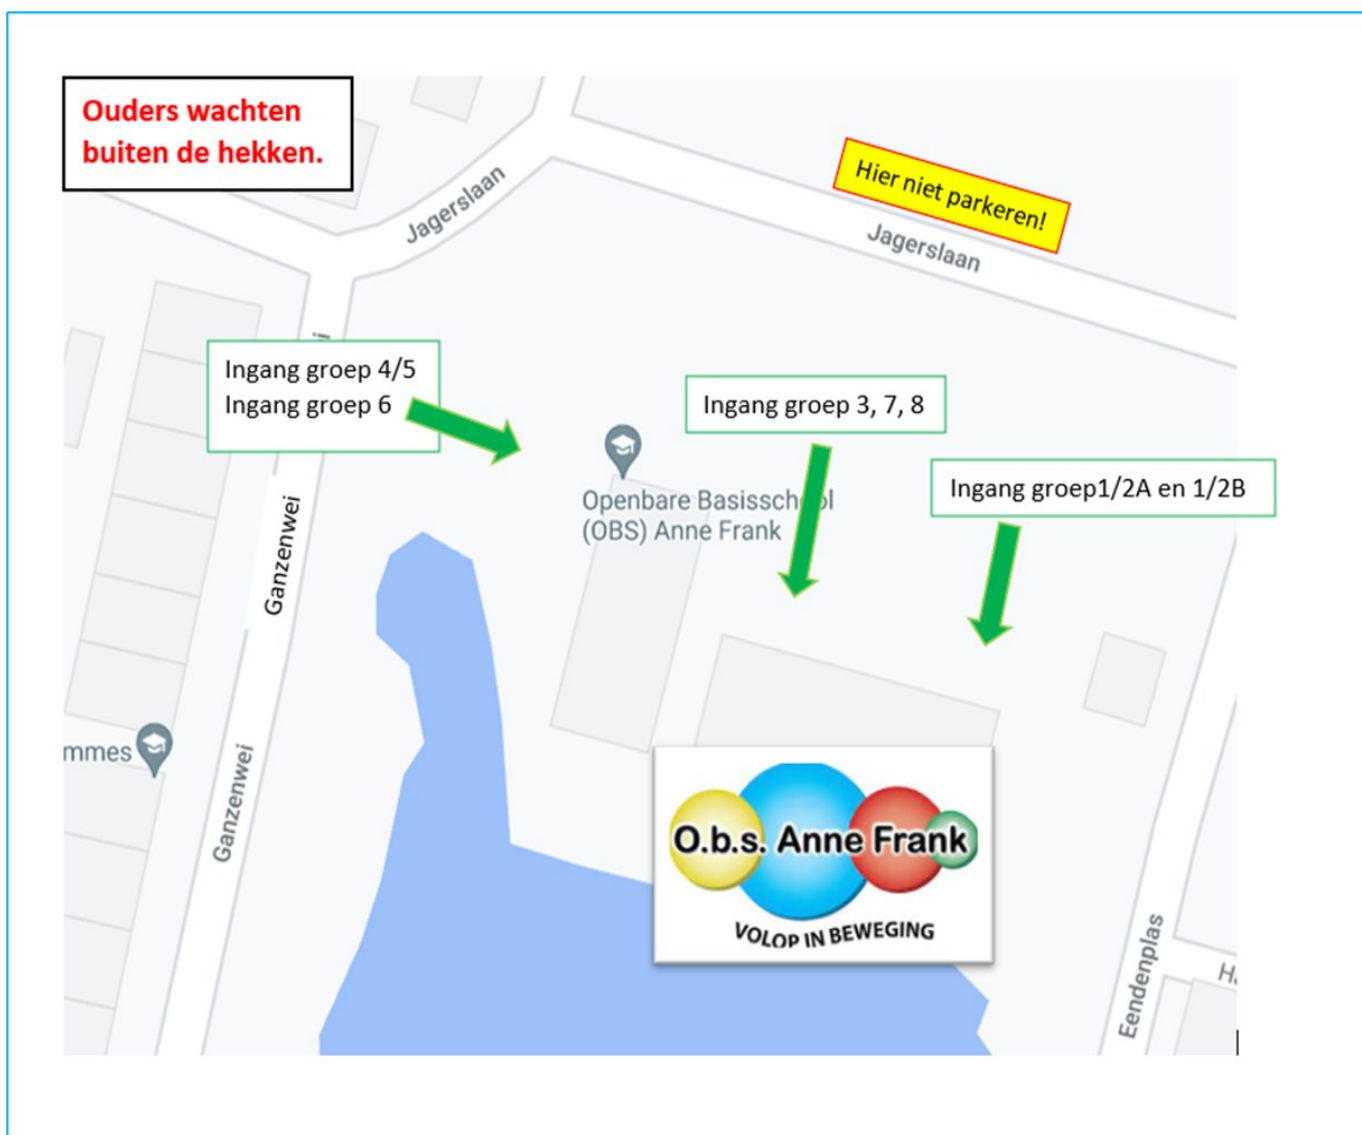 Ouders wachten
buiten de hekken.
Jagerslaan
Hier niet parkeren!
Jagerslaan
Ingang groep 4/5
Ingang groep 6
Ingang groep 3, 7, 8
Ingang groep1/2A en 1/2B
Openbare Basisschool
(OBS) Anne Frank
Ganzenwei
mmes
Ganzenwei
O.b.s. Anne Frank
VOLOP IN BEWEGING
Eendenplas